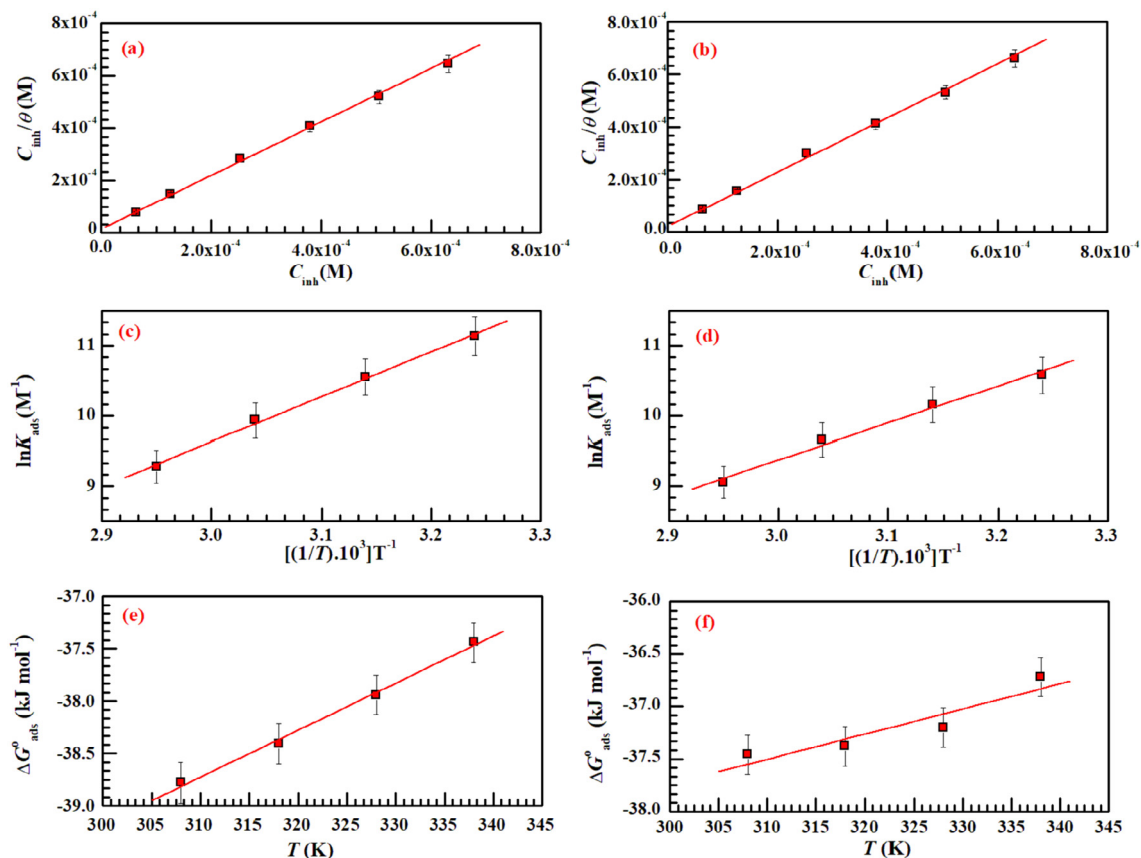 (a)
C_inh/θ (M)
8x10⁻⁴
6x10⁻⁴
4x10⁻⁴
2x10⁻⁴
0
0.0 2.0x10⁻⁴ 4.0x10⁻⁴ 6.0x10⁻⁴ 8.0x10⁻⁴
C_inh(M)
(b)
C_inh/θ (M)
8.0x10⁻⁴
6.0x10⁻⁴
4.0x10⁻⁴
2.0x10⁻⁴
0.0
0.0 2.0x10⁻⁴ 4.0x10⁻⁴ 6.0x10⁻⁴ 8.0x10⁻⁴
C_inh(M)
(c)
lnK_ads(M⁻¹)
11
10
9
2.9 3.0 3.1 3.2 3.3
[(1/T).10³]T⁻¹
(d)
lnK_ads(M⁻¹)
11
10
9
2.9 3.0 3.1 3.2 3.3
[(1/T).10³]T⁻¹
(e)
ΔG°_ads (kJ mol⁻¹)
-37.0
-37.5
-38.0
-38.5
-39.0
300 305 310 315 320 325 330 335 340 345
T (K)
(f)
ΔG°_ads (kJ mol⁻¹)
-36.0
-36.5
-37.0
-37.5
-38.0
300 305 310 315 320 325 330 335 340 345
T (K)